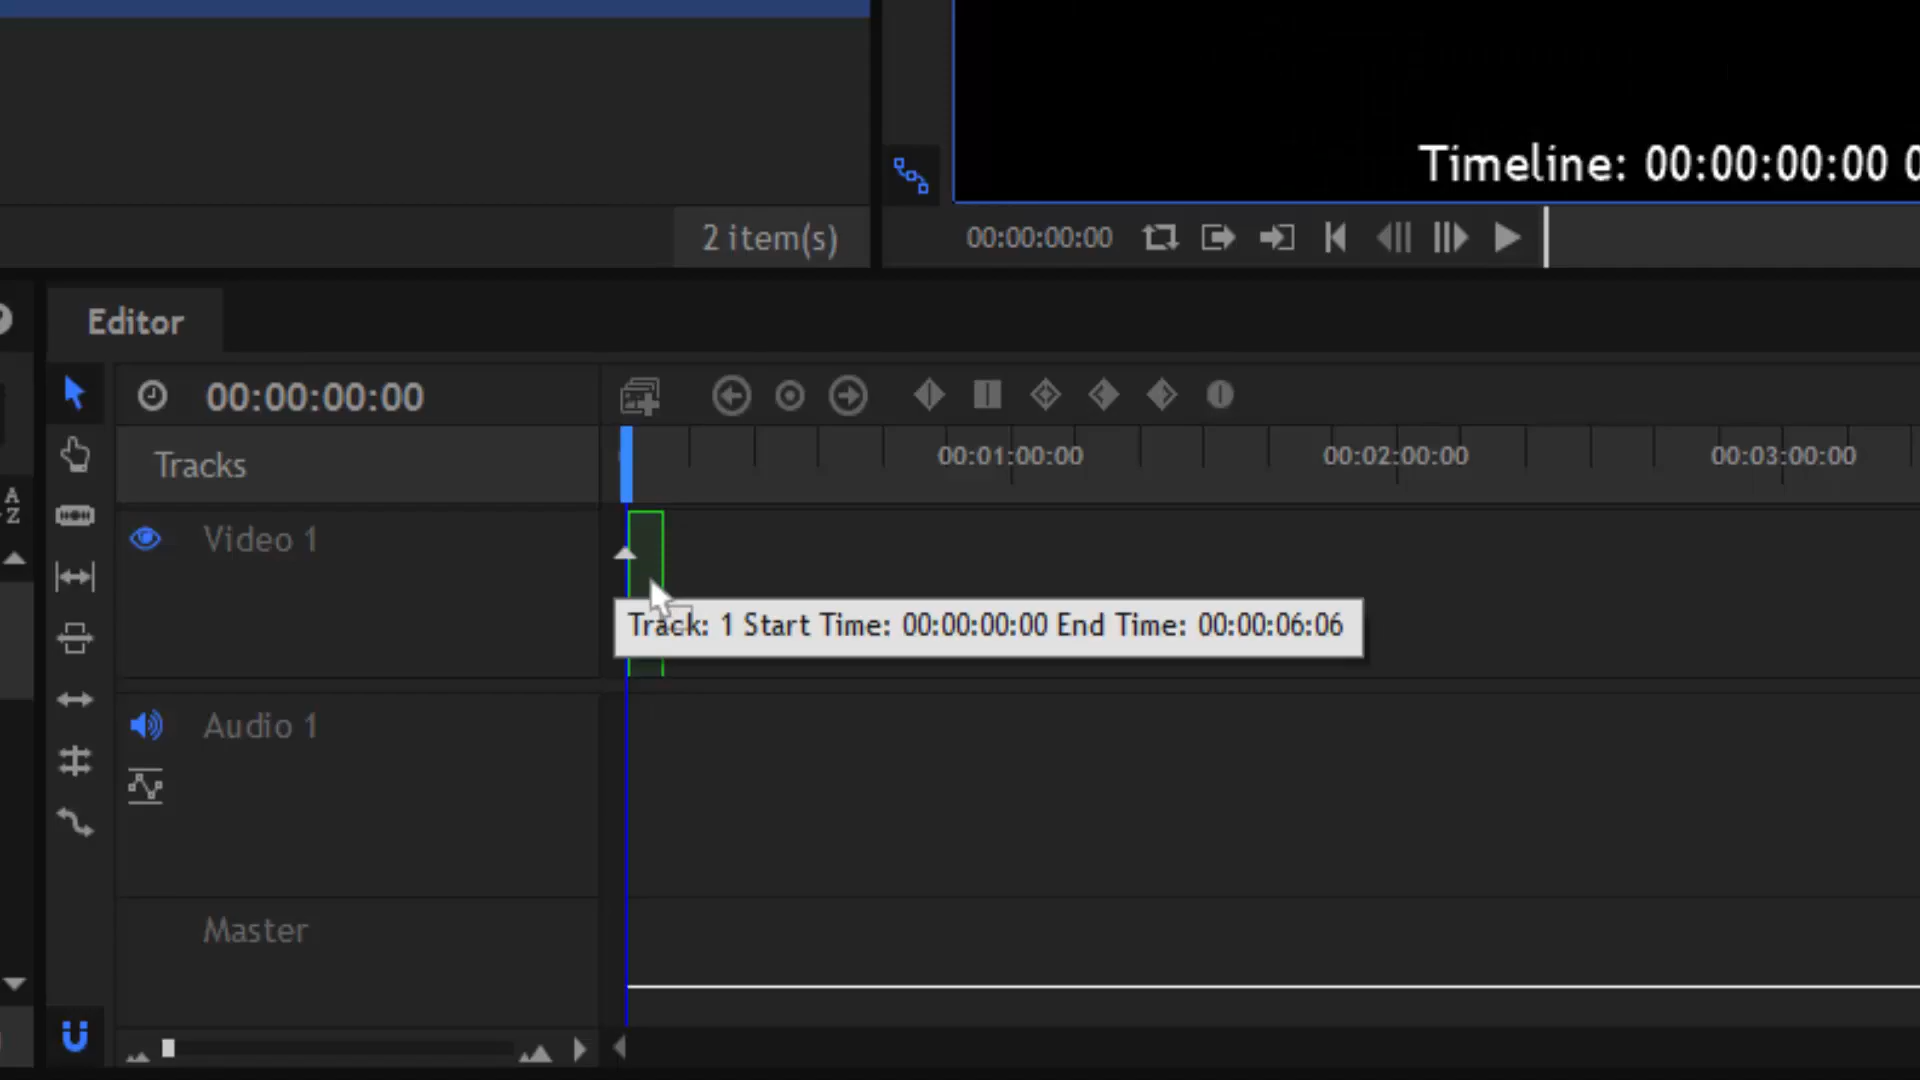 Timeline: 00:00:00:00
2 item(s)
00:00:00:00
Editor
00:00:00:00
Tracks
00:01:00:00
00:02:00:00
00:03:00:00
A
Z
Video 1
Track: 1 Start Time: 00:00:00:00 End Time: 00:00:06:06
Audio 1
Master